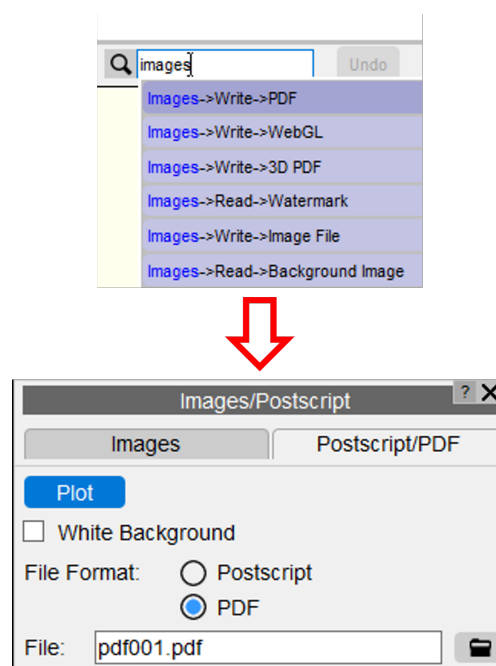 images Undo
Images->Write->PDF
Images->Write->WebGL
Images->Write->3D PDF
Images->Read->Watermark
Images->Write->Image File
Images->Read->Background Image
Images/Postscript ? X
Images Postscript/PDF
Plot
White Background
File Format: Postscript
PDF
File: pdf001.pdf